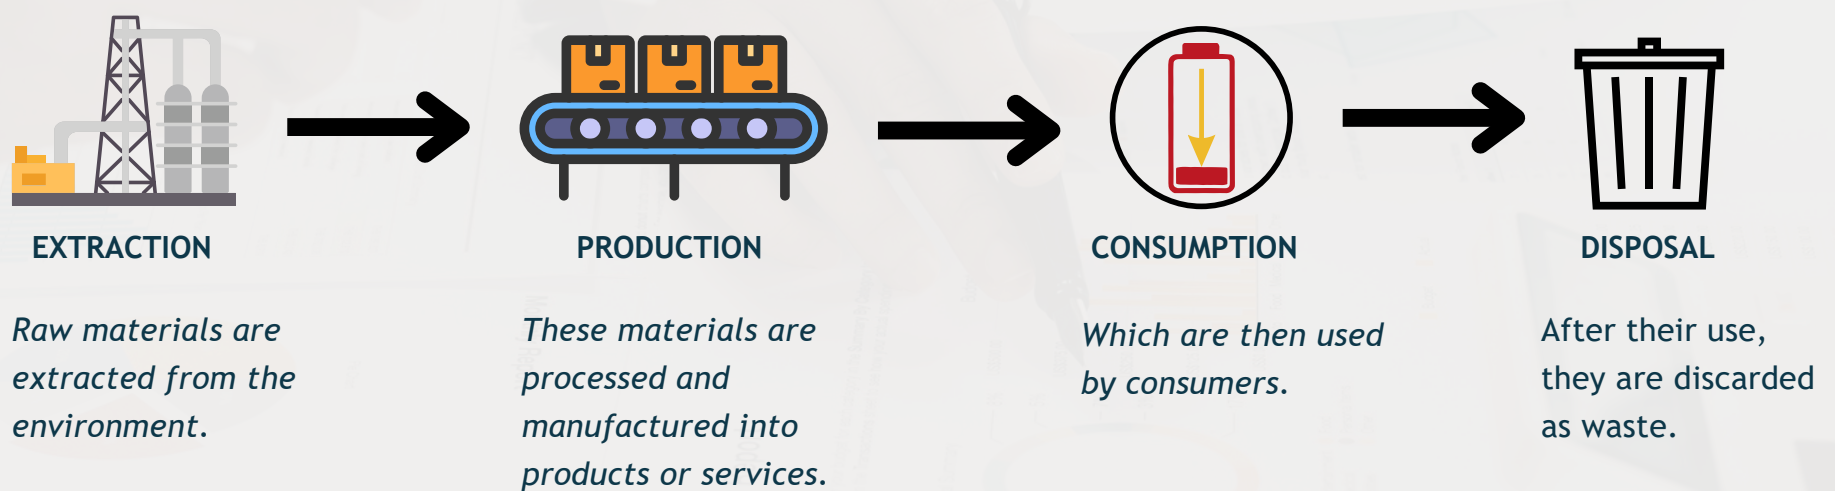 EXTRACTION
Raw materials are
extracted from the
environment.
PRODUCTION
These materials are
processed and
manufactured into
products or services.
CONSUMPTION
Which are then used
by consumers.
DISPOSAL
After their use,
they are discarded
as waste.